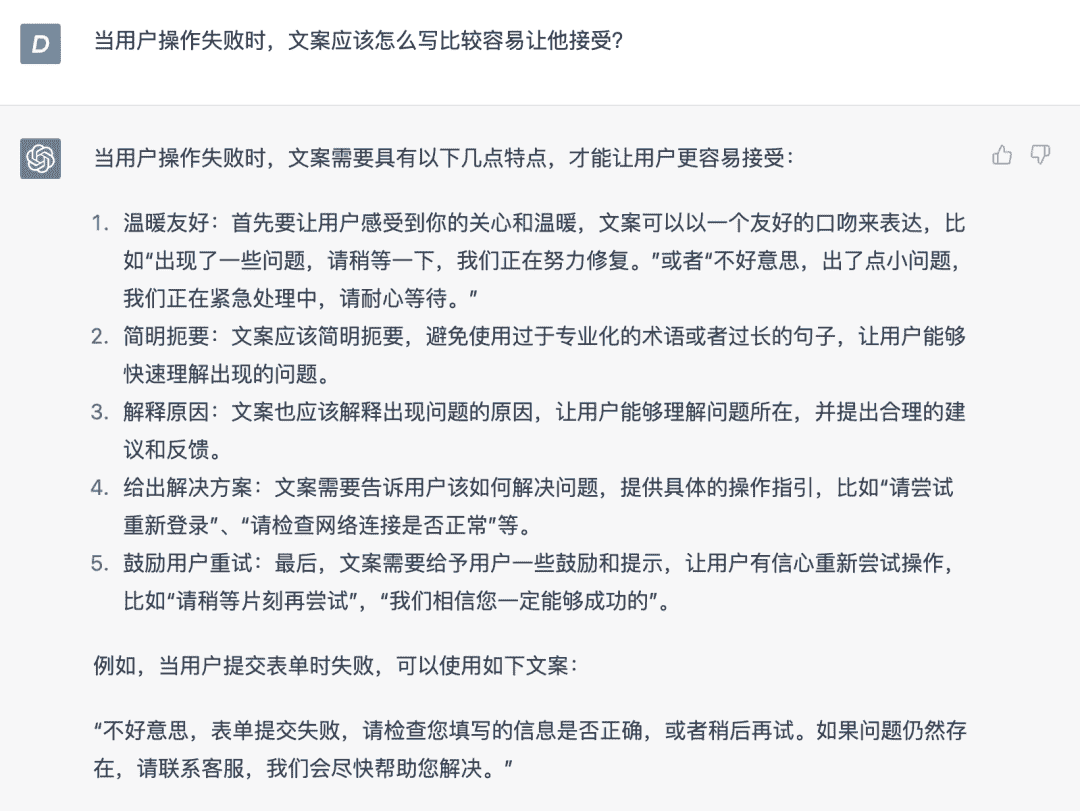 D
当用户操作失败时，文案应该怎么写比较容易让他接受？
当用户操作失败时，文案需要具有以下几点特点，才能让用户更容易接受：
1. 温暖友好：首先要让用户感受到你的关心和温暖，文案可以以一个友好的口吻来表达，比
如“出现了一些问题，请稍等一下，我们正在努力修复。”或者“不好意思，出了点小问题，
我们正在紧急处理中，请耐心等待。”
2. 简明扼要：文案应该简明扼要，避免使用过于专业化的术语或者过长的句子，让用户能够
快速理解出现的问题。
3. 解释原因：文案也应该解释出现问题的原因，让用户能够理解问题所在，并提出合理的建
议和反馈。
4. 给出解决方案：文案需要告诉用户该如何解决问题，提供具体的操作指引，比如“请尝试
重新登录”、“请检查网络连接是否正常”等。
5. 鼓励用户重试：最后，文案需要给予用户一些鼓励和提示，让用户有信心重新尝试操作，
比如“请稍等片刻再尝试”，“我们相信您一定能够成功的”。
例如，当用户提交表单时失败，可以使用如下文案：
“不好意思，表单提交失败，请检查您填写的信息是否正确，或者稍后再试。如果问题仍然存
在，请联系客服，我们会尽快帮助您解决。”